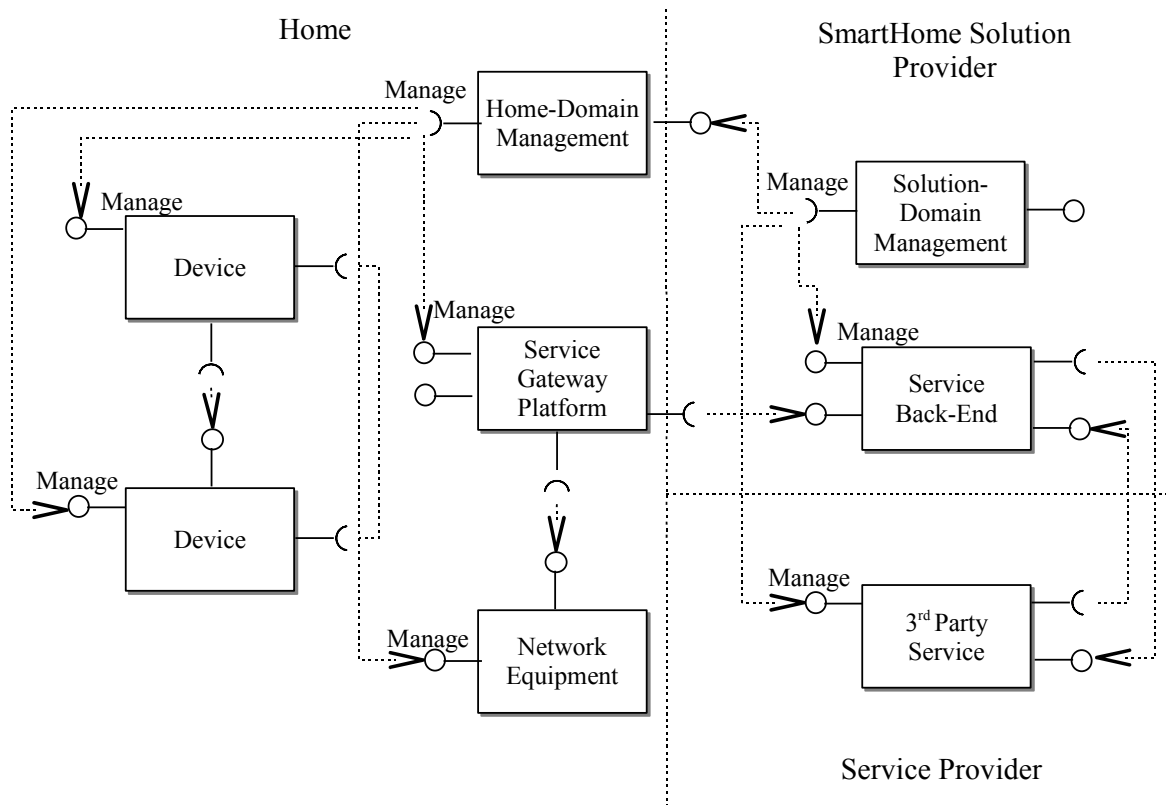 Home
SmartHome Solution
Provider
Manage
Home-Domain
Management
Manage
Solution-
Domain
Management
Manage
Device
Manage
Service
Gateway
Platform
Manage
Service
Back-End
Manage
Device
Manage
Network
Equipment
Manage
3rd Party
Service
Service Provider